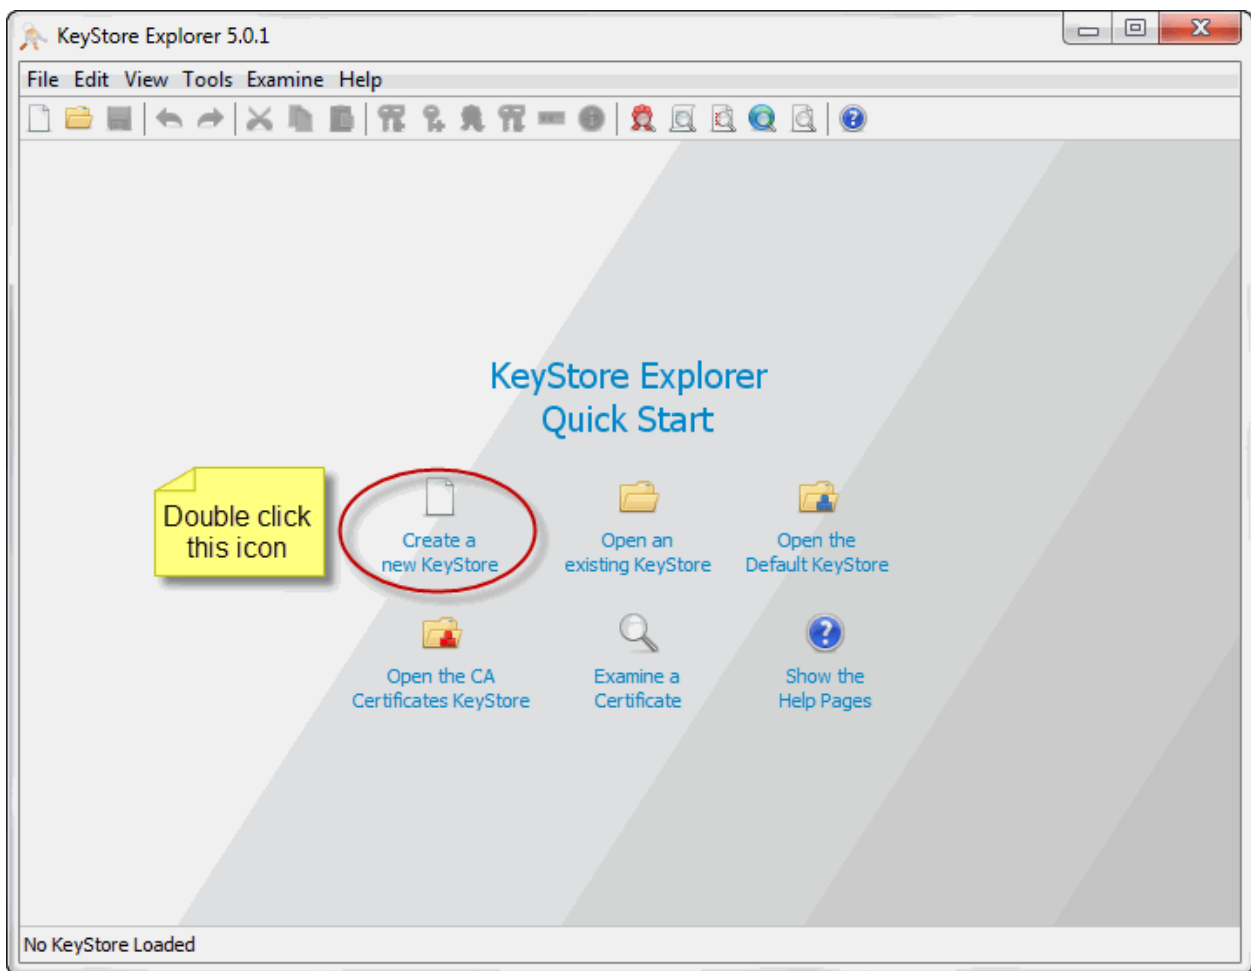 KeyStore Explorer 5.0.1
File Edit View Tools Examine Help
KeyStore Explorer
Quick Start
Double click
this icon
Create a
new KeyStore
Open an
existing KeyStore
Open the
Default KeyStore
Open the CA
Certificates KeyStore
Examine a
Certificate
Show the
Help Pages
No KeyStore Loaded